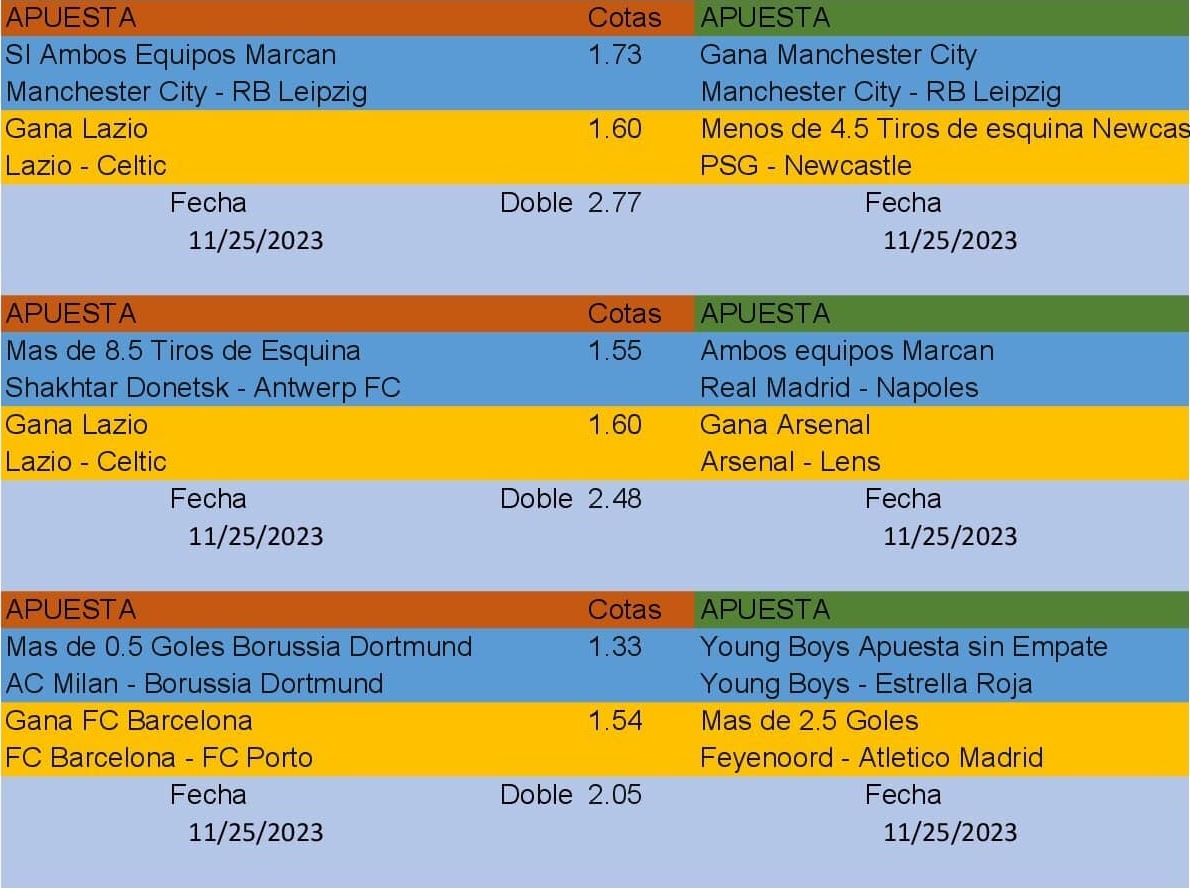 APUESTA Cotas APUESTA
SI Ambos Equipos Marcan 1.73 Gana Manchester City
Manchester City - RB Leipzig Manchester City - RB Leipzig
Gana Lazio 1.60 Menos de 4.5 Tiros de esquina Newcas
Lazio - Celtic PSG - Newcastle
Fecha Doble 2.77 Fecha
11/25/2023 11/25/2023
APUESTA Cotas APUESTA
Mas de 8.5 Tiros de Esquina 1.55 Ambos equipos Marcan
Shakhtar Donetsk - Antwerp FC Real Madrid - Napoles
Gana Lazio 1.60 Gana Arsenal
Lazio - Celtic Arsenal - Lens
Fecha Doble 2.48 Fecha
11/25/2023 11/25/2023
APUESTA Cotas APUESTA
Mas de 0.5 Goles Borussia Dortmund 1.33 Young Boys Apuesta sin Empate
AC Milan - Borussia Dortmund Young Boys - Estrella Roja
Gana FC Barcelona 1.54 Mas de 2.5 Goles
FC Barcelona - FC Porto Feyenoord - Atletico Madrid
Fecha Doble 2.05 Fecha
11/25/2023 11/25/2023